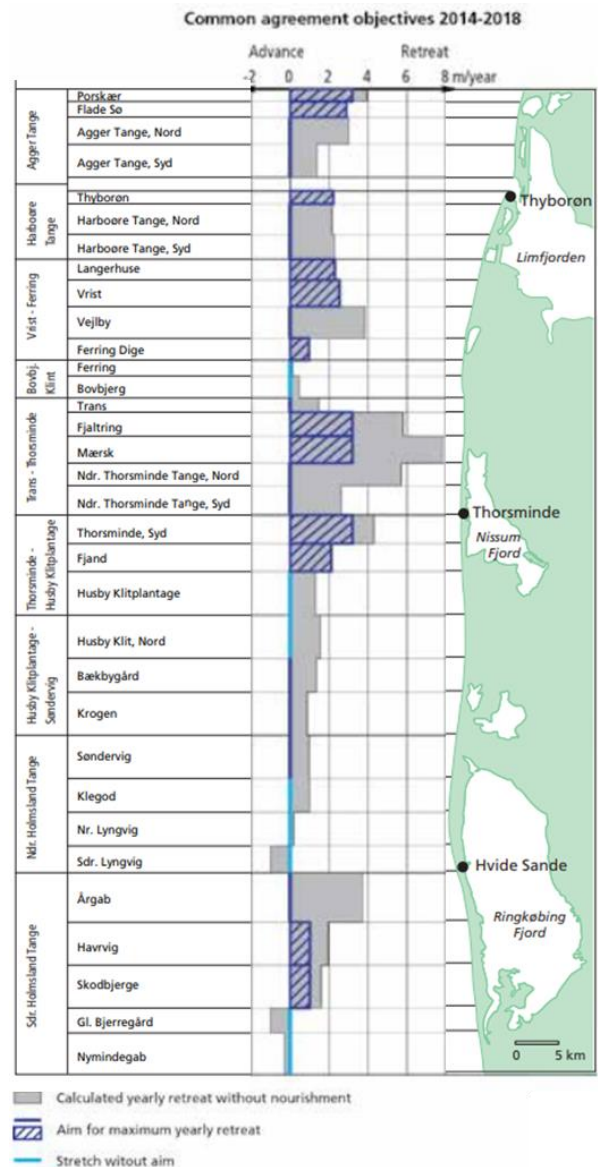 Common agreement objectives 2014-2018
Advance Retreat
-2 0 2 4 6 8 m/year
Agger Tange
Porskær
Flade Sø
Agger Tange, Nord
Agger Tange, Syd
Harboøre
Tange
Thyborøn
Harboøre Tange, Nord
Harboøre Tange, Syd
Vrist - Ferring
Langerhuse
Vrist
Vejlby
Ferring Dige
Bovbj.
Klint
Ferring
Bovbjerg
Trans - Thorsminde
Trans
Fjaltring
Mærsk
Ndr. Thorsminde Tange, Nord
Ndr. Thorsminde Tange, Syd
Thorsminde -
Husby Klitplantage
Thorsminde, Syd
Fjand
Husby Klitplantage
Husby Klitplantage -
Søndervig
Husby Klit, Nord
Bækbygård
Krogen
Ndr. Holmsland Tange
Søndervig
Klegod
Nr. Lyngvig
Sdr. Lyngvig
Sdr. Holmsland Tange
Årgab
Havrvig
Skodbjerge
Gl. Bjerregård
Nymindegab
Thyborøn
Limfjorden
Thorsminde
Nissum
Fjord
Hvide Sande
Ringkøbing
Fjord
0 5 km
Calculated yearly retreat without nourishment
Aim for maximum yearly retreat
Stretch witout aim